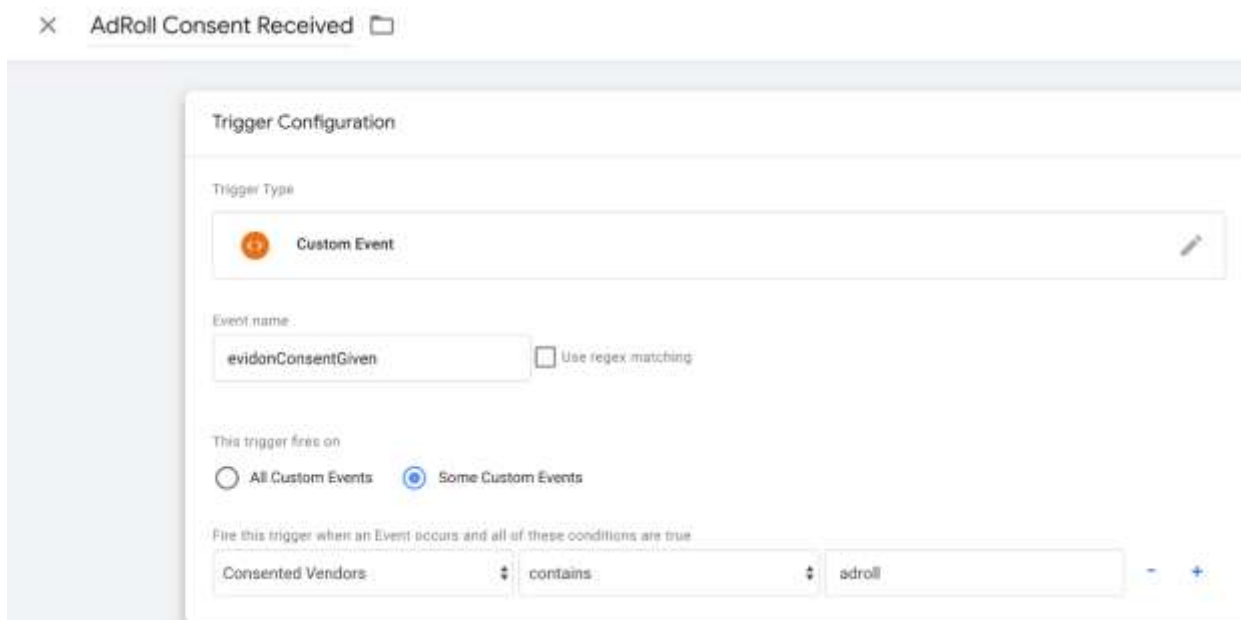 AdRoll Consent Received
Trigger Configuration
Trigger Type
Custom Event
Event name
evidonConsentGiven
Use regex matching
This trigger fires on
All Custom Events Some Custom Events
Fire this trigger when an Event occurs and all of these conditions are true
Consented Vendors contains adroll - +